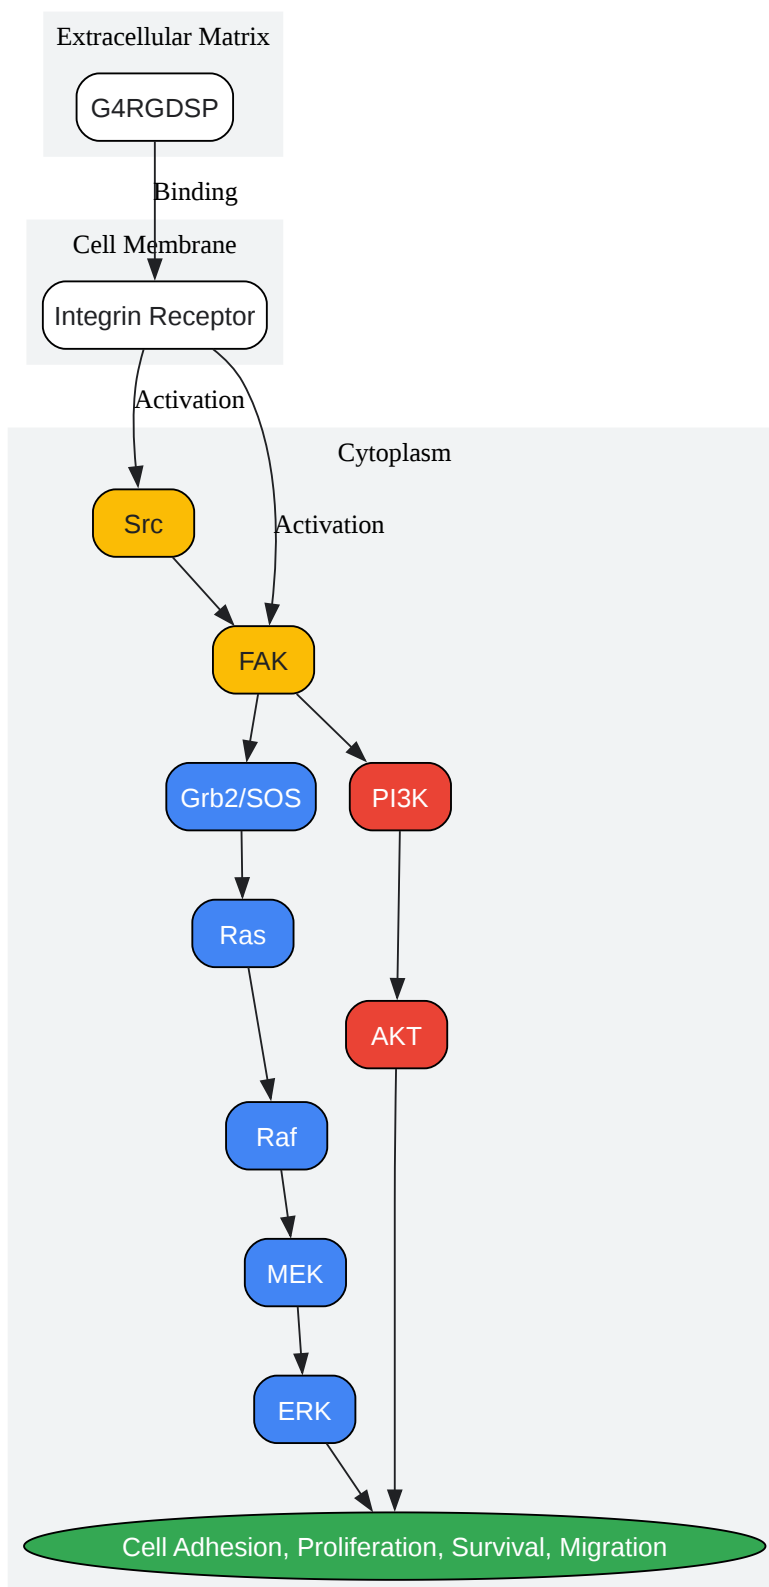 Extracellular Matrix
G4RGDSP
Binding
Cell Membrane
Integrin Receptor
Activation
Cytoplasm
Src
Activation
FAK
Grb2/SOS
PI3K
Ras
AKT
Raf
MEK
ERK
Cell Adhesion, Proliferation, Survival, Migration